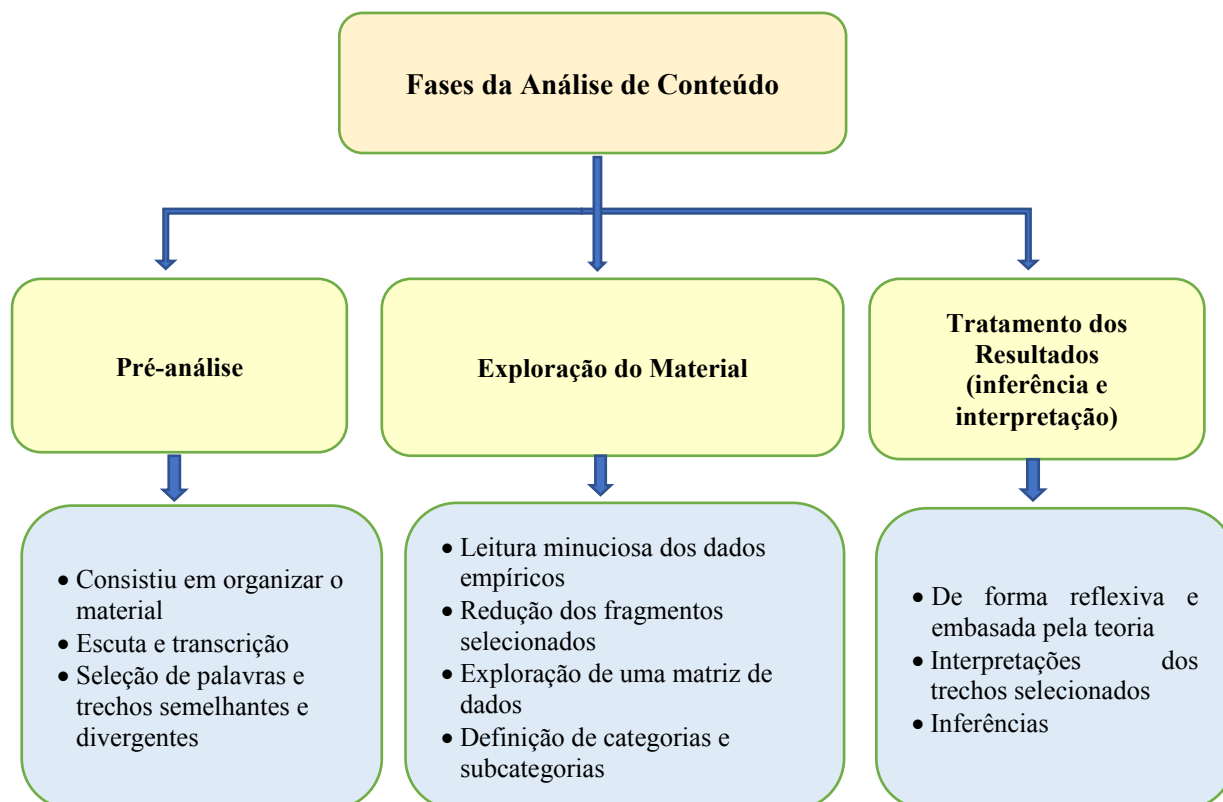 Fases da Análise de Conteúdo
Pré-análise
Exploração do Material
Tratamento dos
Resultados
(inferência e
interpretação)
• Consistiu em organizar o
material
• Escuta e transcrição
• Seleção de palavras e
trechos semelhantes e
divergentes
• Leitura minuciosa dos dados
empíricos
• Redução dos fragmentos
selecionados
• Exploração de uma matriz de
dados
• Definição de categorias e
subcategorias
• De forma reflexiva e
embasada pela teoria
• Interpretações dos
trechos selecionados
• Inferências